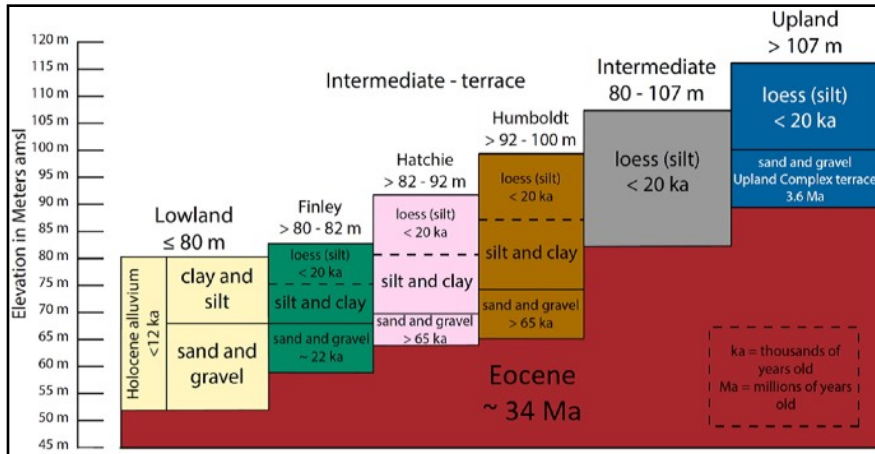 Upland
> 107 m
Intermediate
80 - 107 m
Intermediate - terrace
Humboldt
> 92 - 100 m
Hatchie
> 82 - 92 m
Finley
> 80 - 82 m
Lowland
≤ 80 m
Elevation in Meters amsl
120 m
115 m
110 m
105 m
100 m
95 m
90 m
85 m
80 m
75 m
70 m
65 m
60 m
55 m
50 m
45 m
Holocene alluvium
<12 ka
clay and
silt
sand and
gravel
loess (silt)
<20 ka
silt and clay
sand and gravel
~ 22 ka
loess (silt)
< 20 ka
silt and clay
sand and gravel
> 65 ka
loess (silt)
< 20 ka
silt and clay
sand and gravel
> 65 ka
loess (silt)
< 20 ka
loess (silt)
< 20 ka
sand and gravel
Upland Complex terrace
3.6 Ma
Eocene
~ 34 Ma
ka = thousands of
years old
Ma = millions of years
old